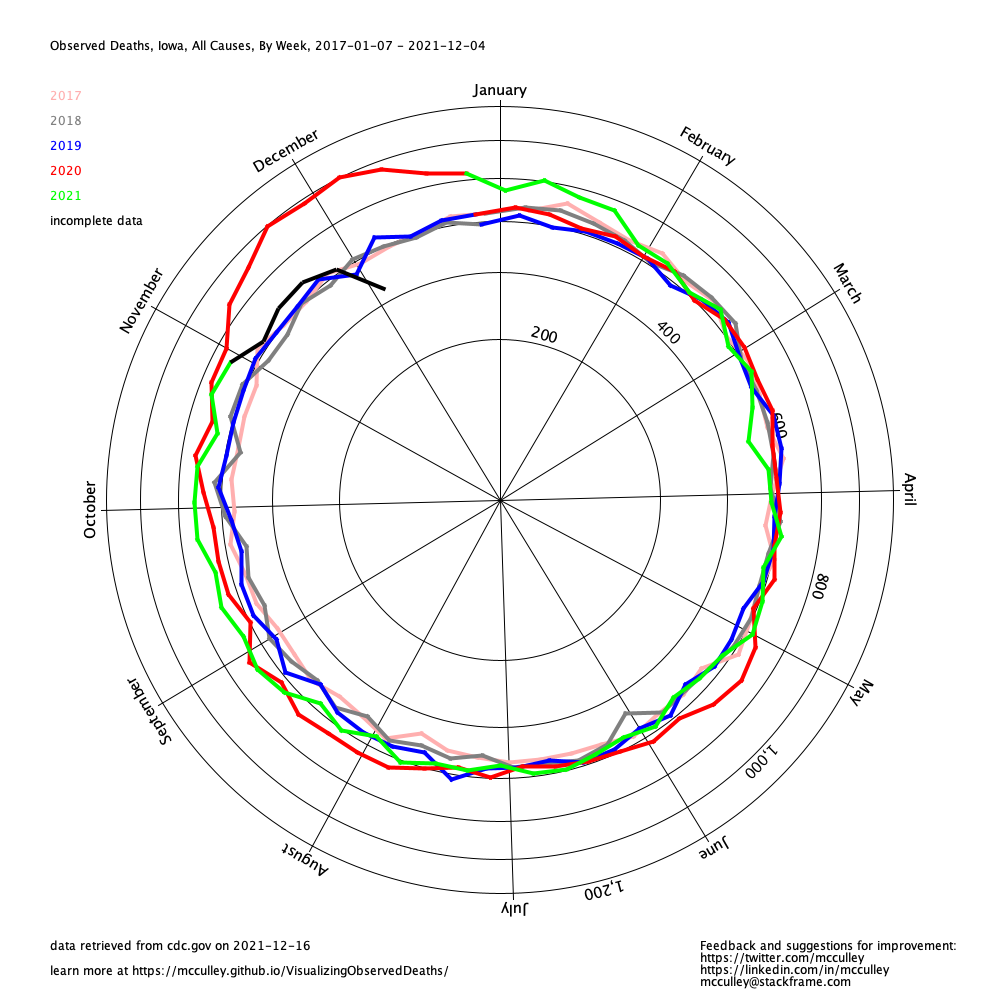 Observed Deaths, Iowa, All Causes, By Week, 2017-01-07 - 2021-12-04
January
2017
2018
2019
2020
2021
incomplete data
December
February
November
March
200
400
600
October
April
800
September
May
1,000
August
June
1,200
July
data retrieved from cdc.gov on 2021-12-16
learn more at https://mcculley.github.io/VisualizingObservedDeaths/
Feedback and suggestions for improvement:
https://twitter.com/mcculley
https://linkedin.com/in/mcculley
mcculley@stackframe.com